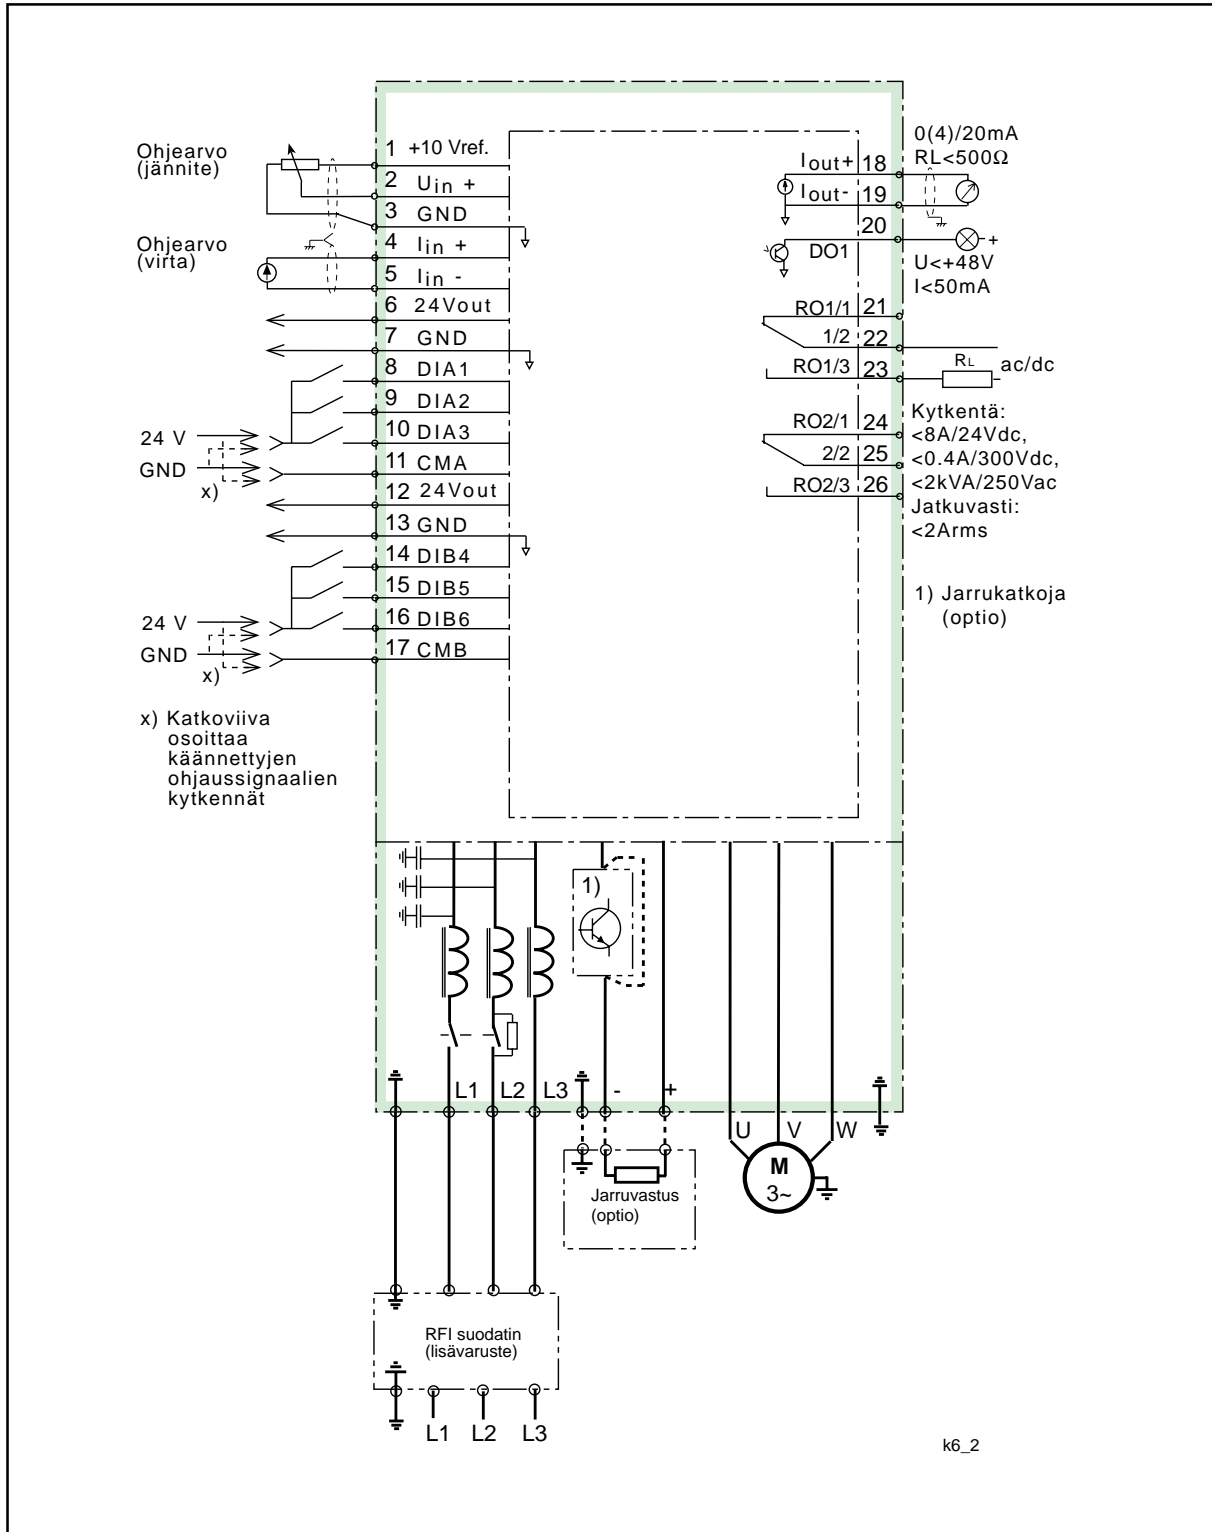 Ohjearvo
(jännite)
Ohjearvo
(virta)
1 +10 Vref.
2 Uin +
3 GND
4 Iin +
5 Iin -
6 24Vout
7 GND
8 DIA1
9 DIA2
10 DIA3
11 CMA
12 24Vout
13 GND
14 DIB4
15 DIB5
16 DIB6
17 CMB
24 V
GND
x)
24 V
GND
x)
x) Katkoviiva
osoittaa
käännettyjen
ohjaussignaalien
kytkennät
Iout+ 18
Iout- 19
20
DO1
RO1/1 21
1/2 22
RO1/3 23
RO2/1 24
2/2 25
RO2/3 26
0(4)/20mA
RL<500Ω
+
U<+48V
I<50mA
RL ac/dc
Kytkentä:
<8A/24Vdc,
<0.4A/300Vdc,
<2kVA/250Vac
Jatkuvasti:
<2Arms
1) Jarrukatkoja
(optio)
1)
L1 L2 L3 - +
U V W
M
3~
Jarruvastus
(optio)
RFI suodatin
(lisävaruste)
L1 L2 L3
k6_2